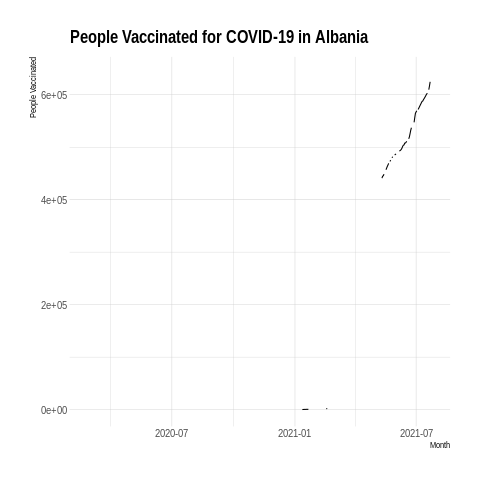 People Vaccinated for COVID-19 in Albania
People Vaccinated
6e+05
4e+05
2e+05
0e+00
2020-07 2021-01 2021-07
Month